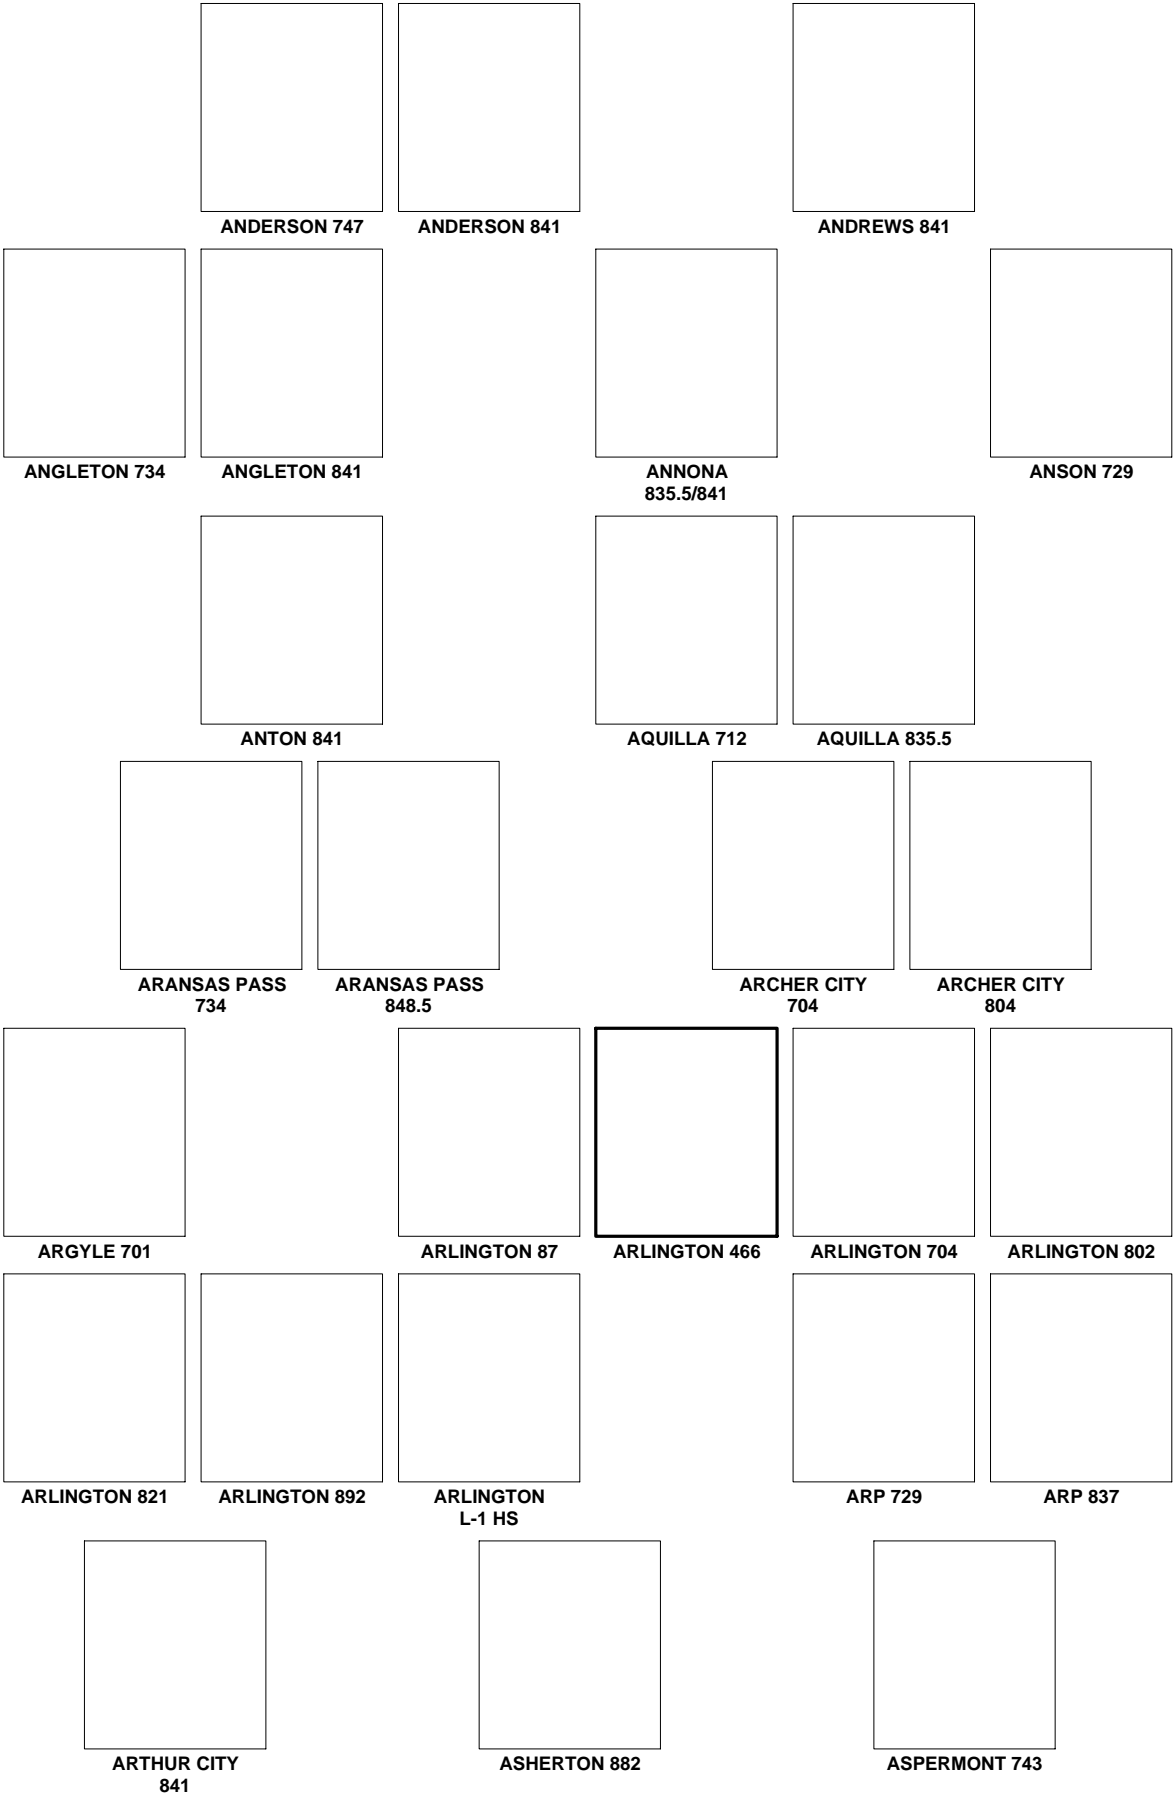 ANDERSON 747
ANDERSON 841
ANDREWS 841
ANGLETON 734
ANGLETON 841
ANNONA
835.5/841
ANSON 729
ANTON 841
AQUILLA 712
AQUILLA 835.5
ARANSAS PASS
734
ARANSAS PASS
848.5
ARCHER CITY
704
ARCHER CITY
804
ARGYLE 701
ARLINGTON 87
ARLINGTON 466
ARLINGTON 704
ARLINGTON 802
ARLINGTON 821
ARLINGTON 892
ARLINGTON
L-1 HS
ARP 729
ARP 837
ARTHUR CITY
841
ASHERTON 882
ASPERMONT 743